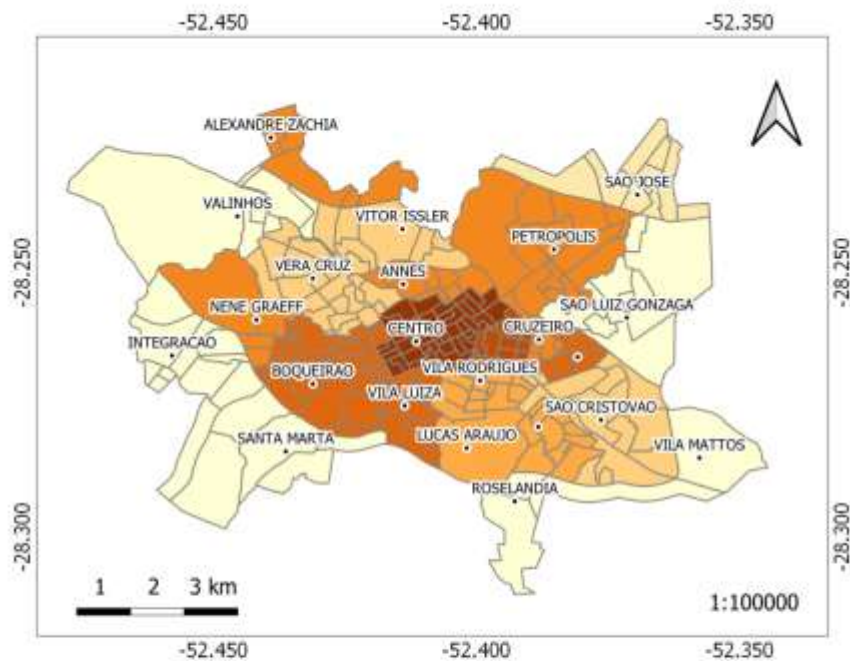 -52.450 -52.400 -52.350
ALEXANDRE ZACHIA
SAO JOSE
VALINHOS
VITOR ISSLER
PETROPOLIS
-28.250 -28.250
VERA CRUZ
ANNES
NENE GRAEFF
SAO LUIZ GONZAGA
CENTRO
CRUZEIRO
INTEGRACAO
VILA RODRIGUES
BOQUEIRAO
VILA LUIZA
SAO CRISTOVAO
SANTA MARTA
LUCAS ARAUJO
VILA MATTOS
ROSELANDIA
-28.300 -28.300
1 2 3 km
1:100000
-52.450 -52.400 -52.350